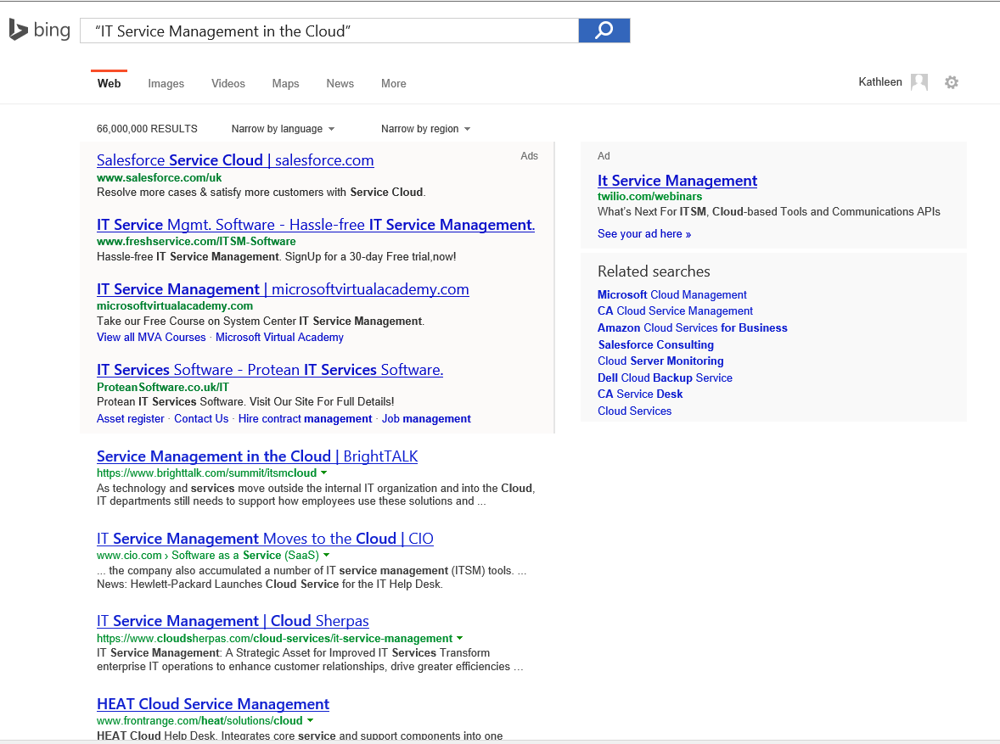 bing
“IT Service Management in the Cloud”
Web Images Videos Maps News More
Kathleen
66,000,000 RESULTS Narrow by language Narrow by region
Ads
Salesforce Service Cloud | salesforce.com
www.salesforce.com/uk
Resolve more cases & satisfy more customers with Service Cloud.
IT Service Mgmt. Software - Hassle-free IT Service Management.
www.freshservice.com/ITSM-Software
Hassle-free IT Service Management. SignUp for a 30-day Free trial,now!
IT Service Management | microsoftvirtualacademy.com
microsoftvirtualacademy.com
Take our Free Course on System Center IT Service Management.
View all MVA Courses · Microsoft Virtual Academy
IT Services Software - Protean IT Services Software.
ProteanSoftware.co.uk/IT
Protean IT Services Software. Visit Our Site For Full Details!
Asset register · Contact Us · Hire contract management · Job management
Service Management in the Cloud | BrightTALK
https://www.brighttalk.com/summit/itsmcloud
As technology and services move outside the internal IT organization and into the Cloud,
IT departments still needs to support how employees use these solutions and ...
IT Service Management Moves to the Cloud | CIO
www.cio.com › Software as a Service (SaaS)
... the company also accumulated a number of IT service management (ITSM) tools. ...
News: Hewlett-Packard Launches Cloud Service for the IT Help Desk.
IT Service Management | Cloud Sherpas
https://www.cloudsherpas.com/cloud-services/it-service-management
IT Service Management: A Strategic Asset for Improved IT Services Transform
enterprise IT operations to enhance customer relationships, drive greater efficiencies ...
HEAT Cloud Service Management
www.frontrange.com/heat/solutions/cloud
HEAT Cloud Help Desk. Integrates core service and support components into one
Ad
It Service Management
twilio.com/webinars
What's Next For ITSM, Cloud-based Tools and Communications APIs
See your ad here »
Related searches
Microsoft Cloud Management
CA Cloud Service Management
Amazon Cloud Services for Business
Salesforce Consulting
Cloud Server Monitoring
Dell Cloud Backup Service
CA Service Desk
Cloud Services